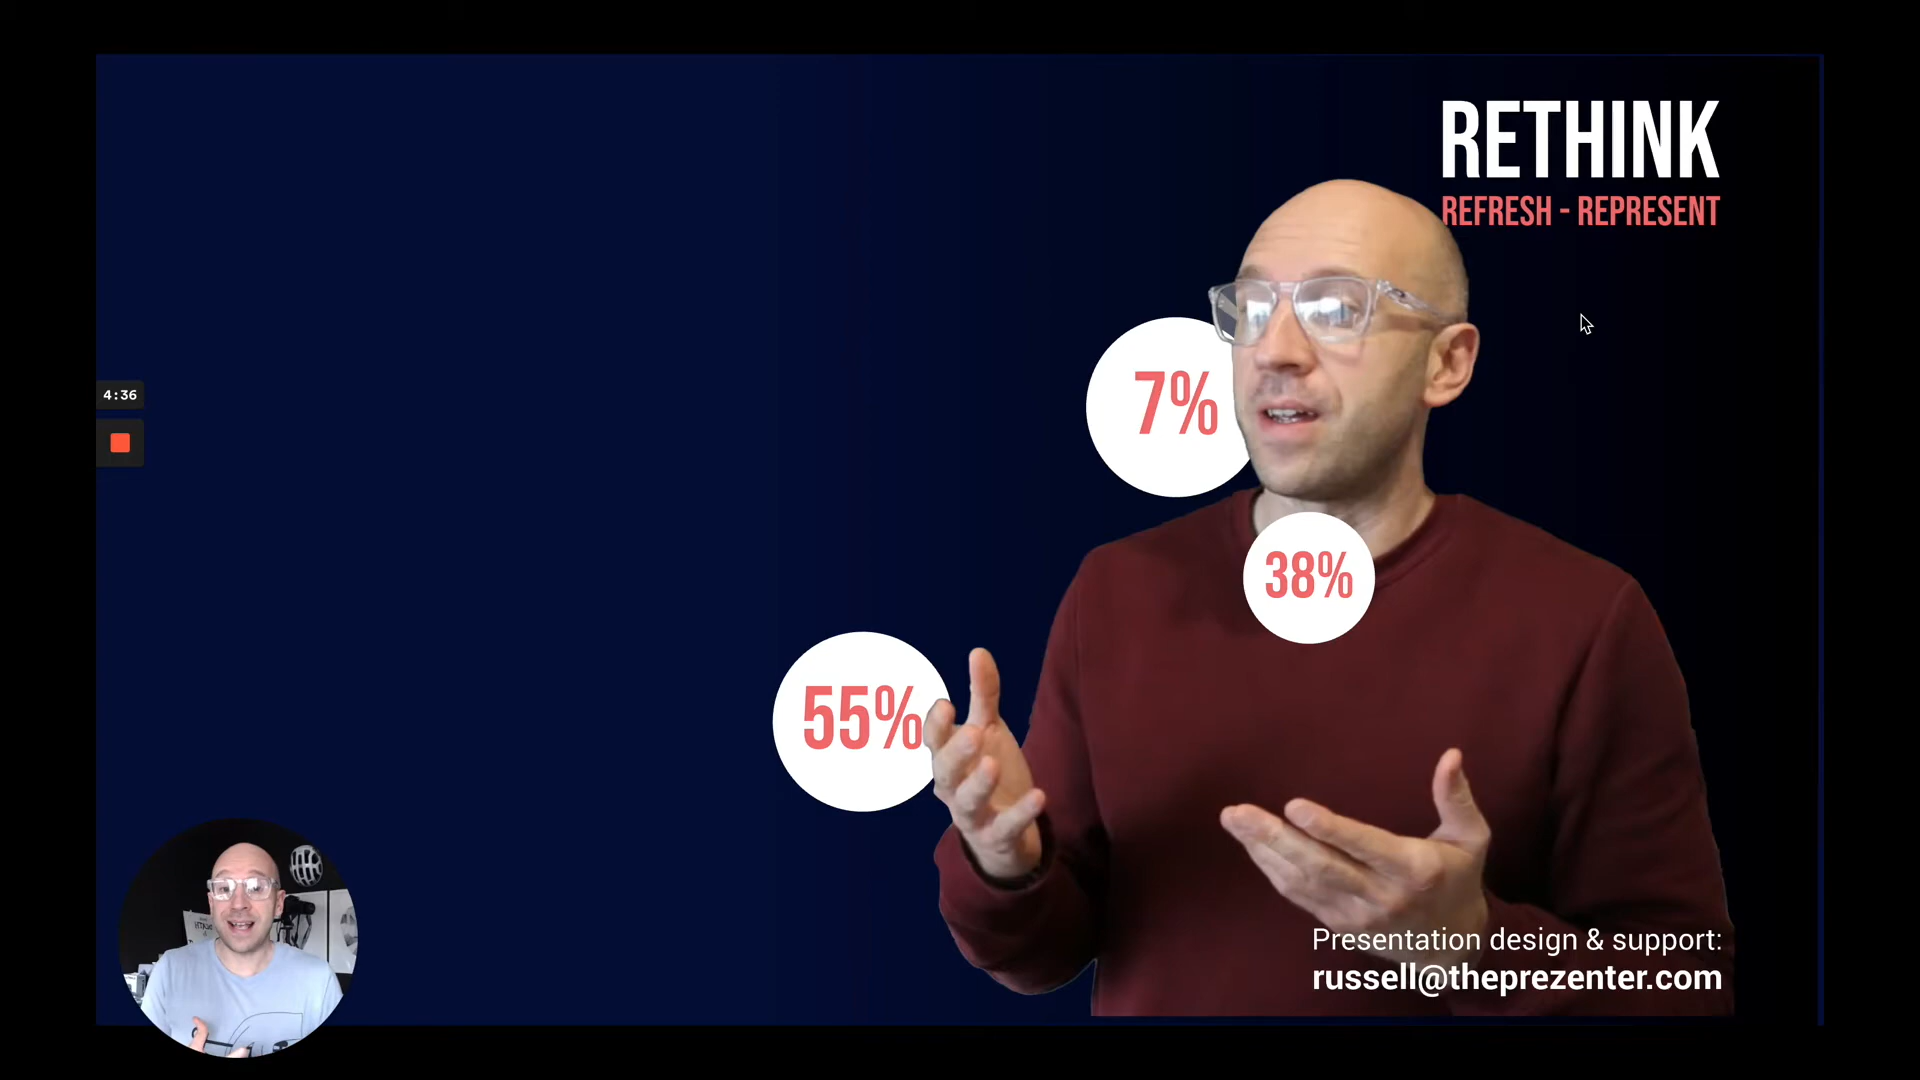 RETHINK
REFRESH - REPRESENT
7%
4:36
38%
55%
Presentation design & support:
russell@theprezenter.com